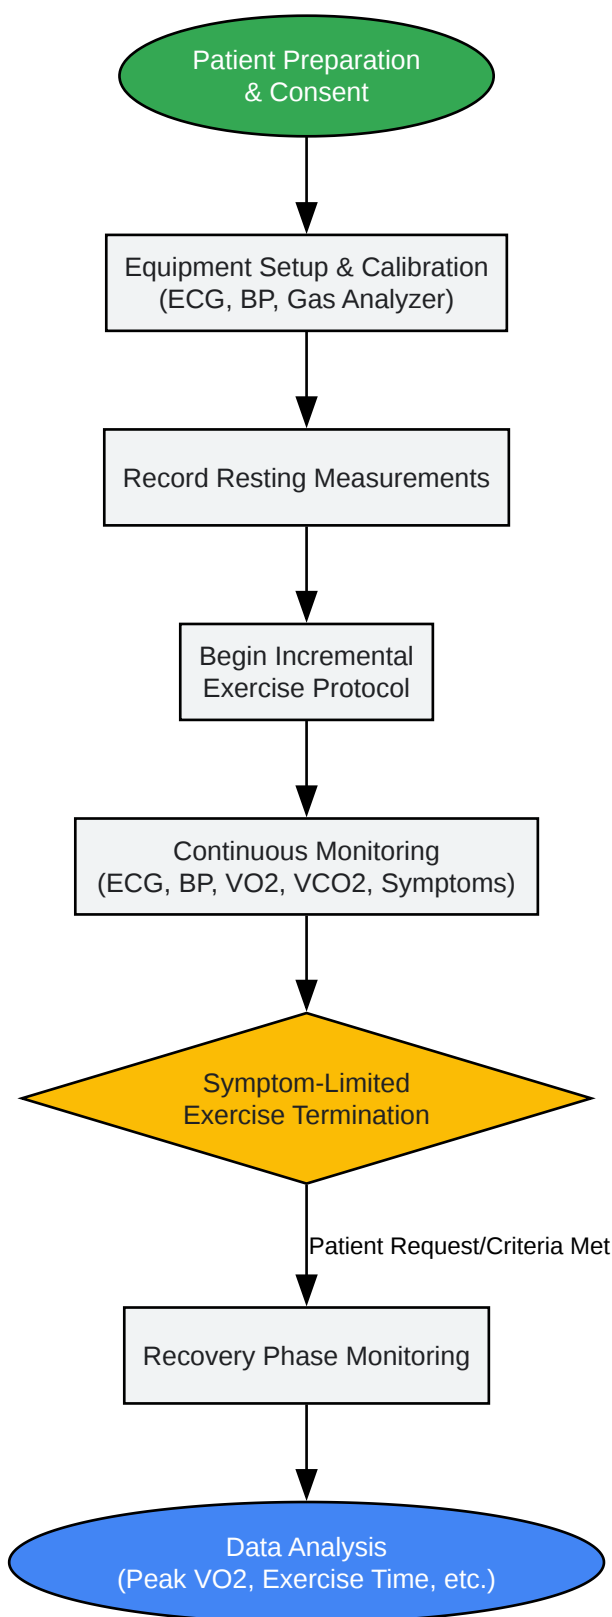 Patient Preparation
& Consent
Equipment Setup & Calibration
(ECG, BP, Gas Analyzer)
Record Resting Measurements
Begin Incremental
Exercise Protocol
Continuous Monitoring
(ECG, BP, VO2, VCO2, Symptoms)
Symptom-Limited
Exercise Termination
Patient Request/Criteria Met
Recovery Phase Monitoring
Data Analysis
(Peak VO2, Exercise Time, etc.)